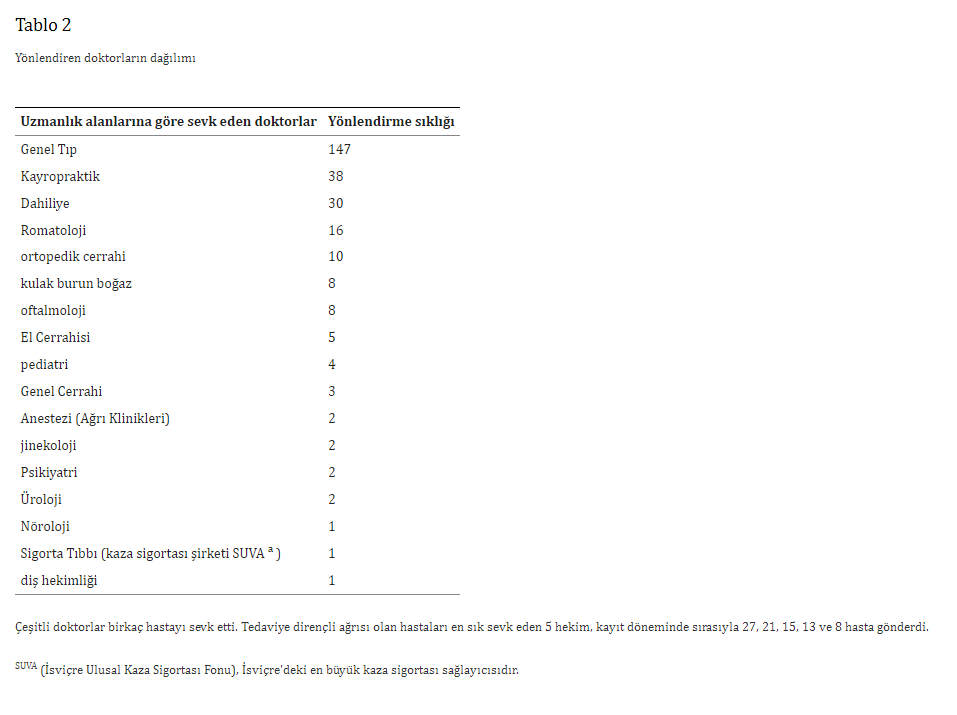 Tablo 2
Yönlendiren doktorların dağılımı
Uzmanlık alanlarına göre sevk eden doktorlar Yönlendirme sıklığı
Genel Tıp 147
Kayropraktik 38
Dahiliye 30
Romatoloji 16
ortopedik cerrahi 10
kulak burun boğaz 8
oftalmoloji 8
El Cerrahisi 5
pediatri 4
Genel Cerrahi 3
Anestezi (Ağrı Klinikleri) 2
jinekoloji 2
Psikiyatri 2
Üroloji 2
Nöroloji 1
Sigorta Tıbbı (kaza sigortası şirketi SUVA a ) 1
diş hekimliği 1
Çeşitli doktorlar birkaç hastayı sevk etti. Tedaviye dirençli ağrısı olan hastaları en sık sevk eden 5 hekim, kayıt döneminde sırasıyla 27, 21, 15, 13 ve 8 hasta gönderdi.
SUVA (İsviçre Ulusal Kaza Sigortası Fonu), İsviçre'deki en büyük kaza sigortası sağlayıcısıdır.